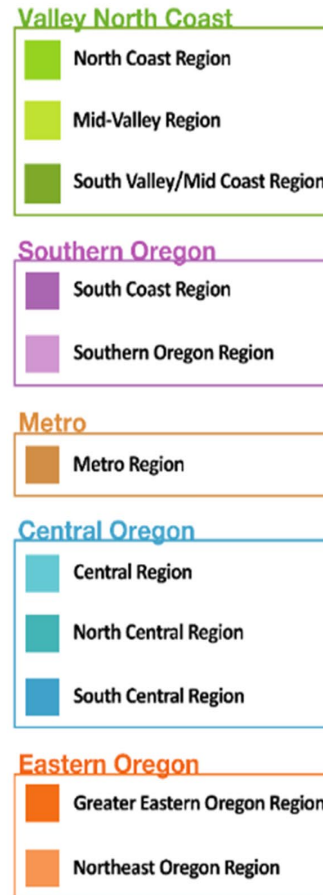 Valley North Coast
North Coast Region
Mid-Valley Region
South Valley/Mid Coast Region
Southern Oregon
South Coast Region
Southern Oregon Region
Metro
Metro Region
Central Oregon
Central Region
North Central Region
South Central Region
Eastern Oregon
Greater Eastern Oregon Region
Northeast Oregon Region